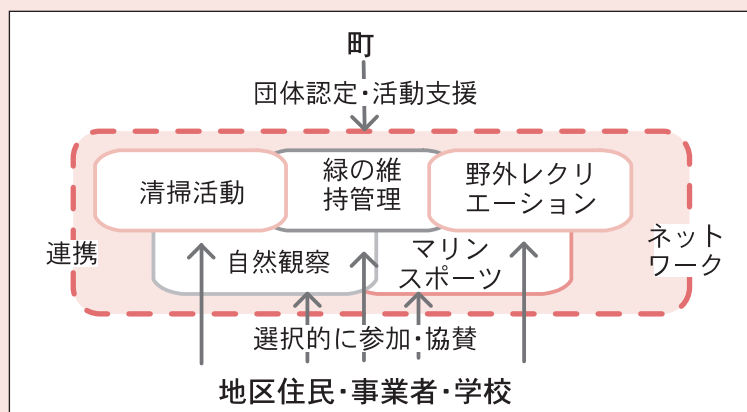 町
団体認定・活動支援
清掃活動
緑の維
持管理
野外レクリ
エーション
連携
自然観察
マリン
スポーツ
ネット
ワーク
選択的に参加・協賛
地区住民・事業者・学校